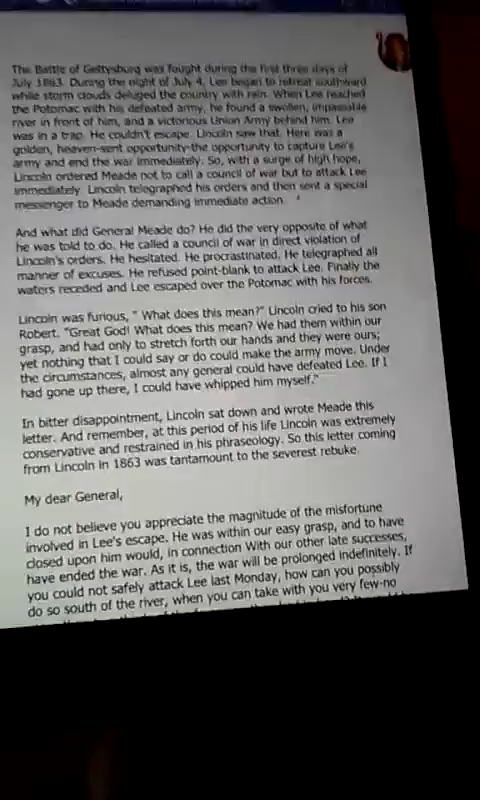 The Battle of Gettysburg was fought during the first three days of
July 1863. During the night of July 4, Lee began to retreat southward
while storm clouds deluged the country with rain. When Lee reached
the Potomac with his defeated army, he found a swollen, impassable
river in front of him, and a victorious Union Army behind him. Lee
was in a trap. He couldn't escape. Lincoln saw that. Here was a
golden, heaven-sent opportunity-the opportunity to capture Lee's
army and end the war immediately. So, with a surge of high hope,
Lincoln ordered Meade not to call a council of war but to attack Lee
immediately. Lincoln telegraphed his orders and then sent a special
messenger to Meade demanding immediate action.
And what did General Meade do? He did the very opposite of what
he was told to do. He called a council of war in direct violation of
Lincoln's orders. He hesitated. He procrastinated. He telegraphed all
manner of excuses. He refused point-blank to attack Lee. Finally the
waters receded and Lee escaped over the Potomac with his forces.
Lincoln was furious, " What does this mean?" Lincoln cried to his son
Robert. "Great God! What does this mean? We had them within our
grasp, and had only to stretch forth our hands and they were ours;
yet nothing that I could say or do could make the army move. Under
the circumstances, almost any general could have defeated Lee. If I
had gone up there, I could have whipped him myself."
In bitter disappointment, Lincoln sat down and wrote Meade this
letter. And remember, at this period of his life Lincoln was extremely
conservative and restrained in his phraseology. So this letter coming
from Lincoln in 1863 was tantamount to the severest rebuke.
My dear General,
I do not believe you appreciate the magnitude of the misfortune
involved in Lee's escape. He was within our easy grasp, and to have
closed upon him would, in connection With our other late successes,
have ended the war. As it is, the war will be prolonged indefinitely. If
you could not safely attack Lee last Monday, how can you possibly
do so south of the river, when you can take with you very few-no